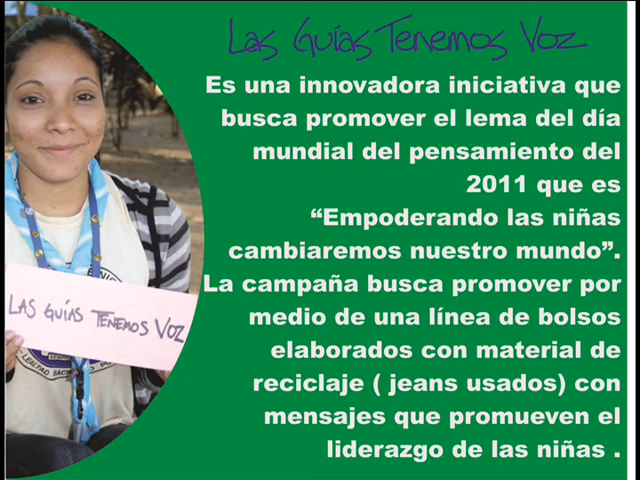 Las Guías Tenemos Voz
Es una innovadora iniciativa que
busca promover el lema del día
mundial del pensamiento del
2011 que es
“Empoderando las niñas
cambiaremos nuestro mundo”.
La campaña busca promover por
medio de una línea de bolsos
elaborados con material de
reciclaje ( jeans usados) con
mensajes que promueven el
liderazgo de las niñas .
LAS GUÍAS TENEMOS VOZ
LEALTAD